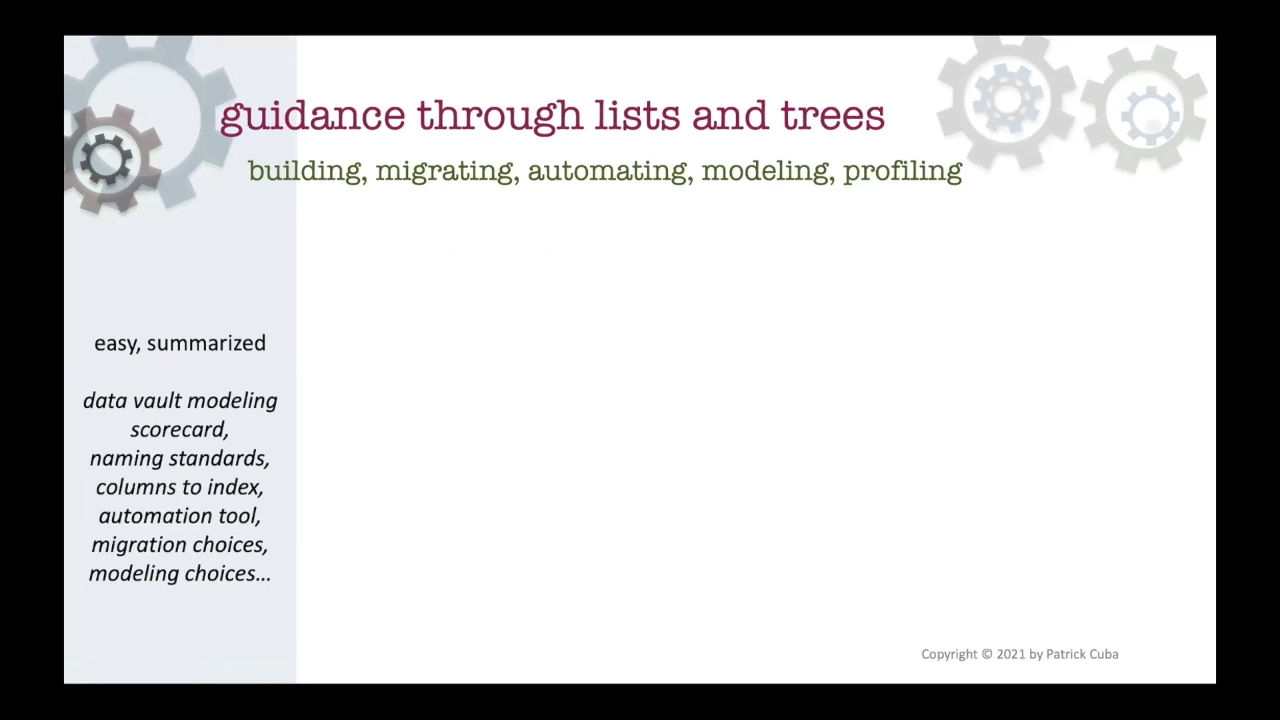 guidance through lists and trees
building, migrating, automating, modeling, profiling
easy, summarized
data vault modeling
scorecard,
naming standards,
columns to index,
automation tool,
migration choices,
modeling choices…
Copyright © 2021 by Patrick Cuba